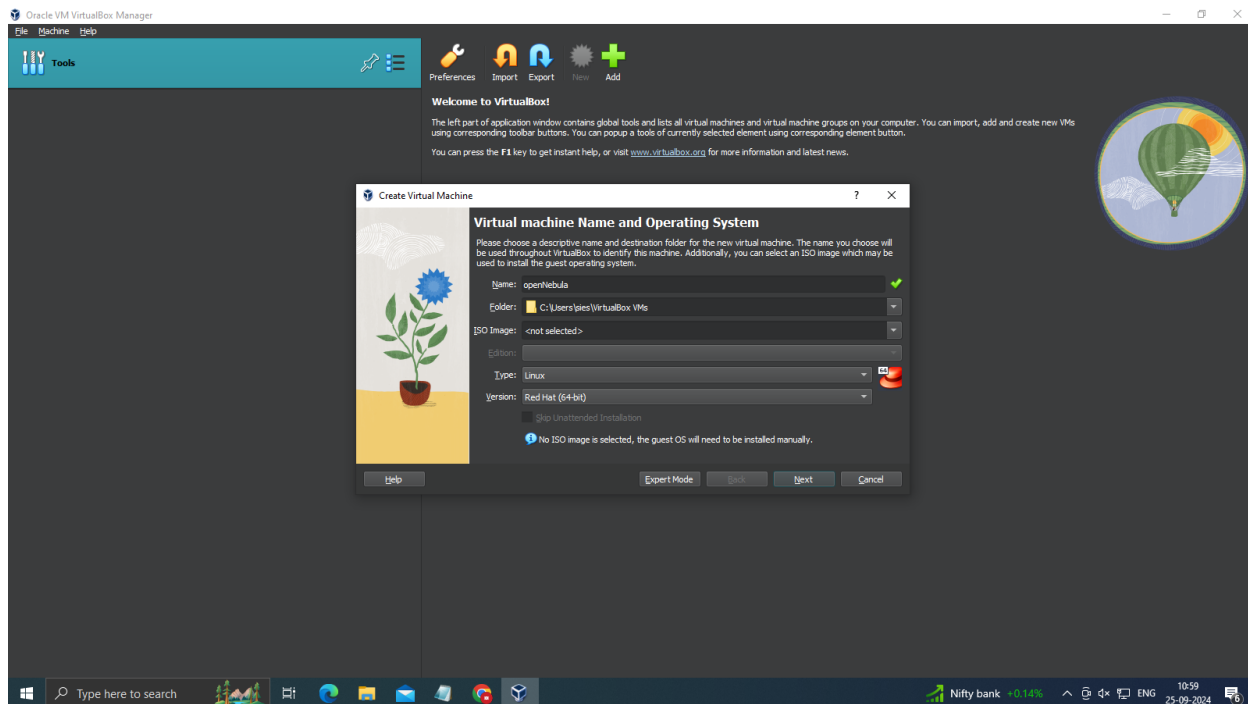 Oracle VM VirtualBox Manager
File Machine Help
Tools
Preferences Import Export New Add
Welcome to VirtualBox!
The left part of application window contains global tools and lists all virtual machines and virtual machine groups on your computer. You can import, add and create new VMs
using corresponding toolbar buttons. You can popup a tools of currently selected element using corresponding element button.
You can press the F1 key to get instant help, or visit www.virtualbox.org for more information and latest news.
Create Virtual Machine ?
Virtual machine Name and Operating System
Please choose a descriptive name and destination folder for the new virtual machine. The name you choose will
be used throughout VirtualBox to identify this machine. Additionally, you can select an ISO image which may be
used to install the guest operating system.
Name: openNebula
Folder: C:\Users\sies\VirtualBox VMs
ISO Image: <not selected>
Edition:
Type: Linux
64
Version: Red Hat (64-bit)
Skip Unattended Installation
No ISO image is selected, the guest OS will need to be installed manually.
Help Expert Mode Back Next Cancel
Type here to search
Nifty bank +0.14%
ENG
10:59
25-09-2024
6